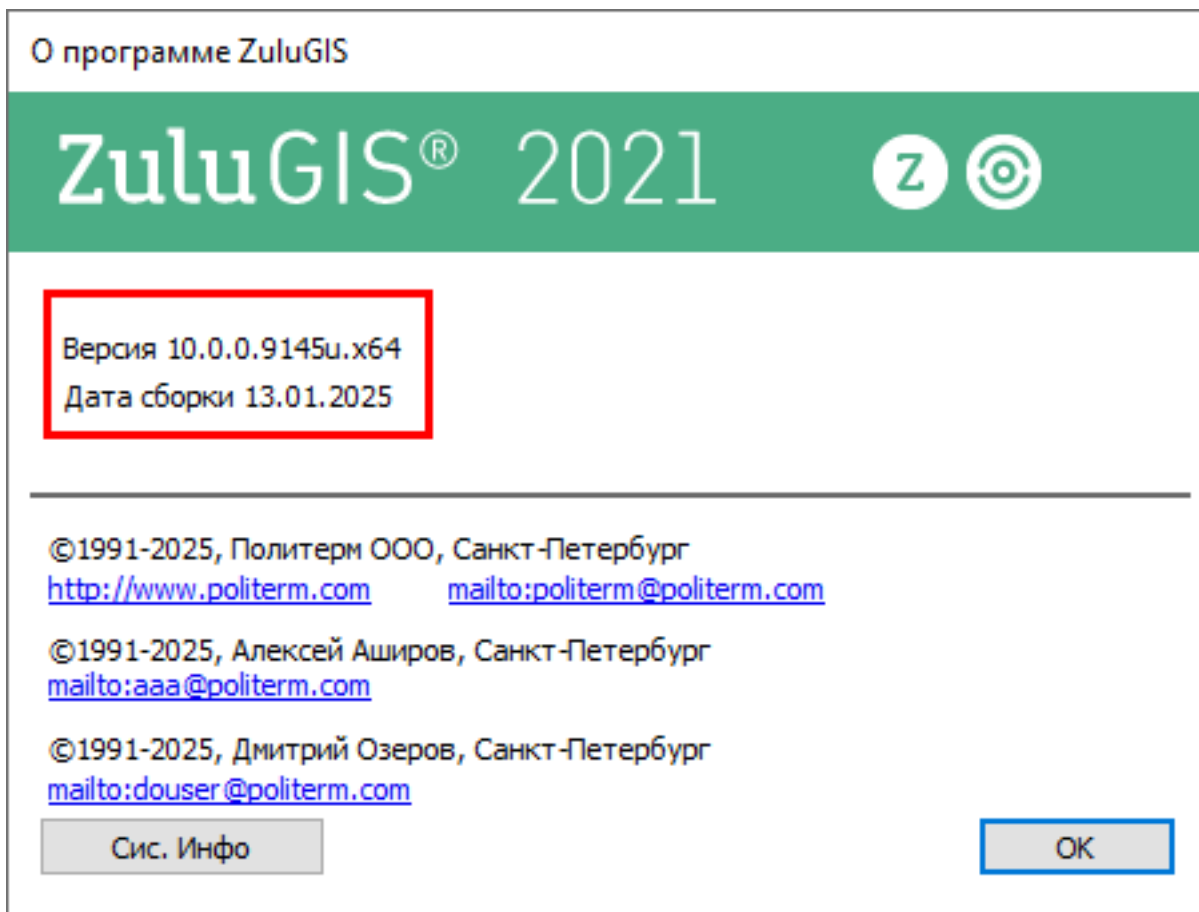 О программе ZuluGIS
ZuluGIS® 2021 Z
Версия 10.0.0.9145u.x64
Дата сборки 13.01.2025
©1991-2025, Политерм ООО, Санкт-Петербург
http://www.politerm.com mailto:politerm@politerm.com
©1991-2025, Алексей Аширов, Санкт-Петербург
mailto:aaa@politerm.com
©1991-2025, Дмитрий Озеров, Санкт-Петербург
mailto:douser@politerm.com
Сис. Инфо OK